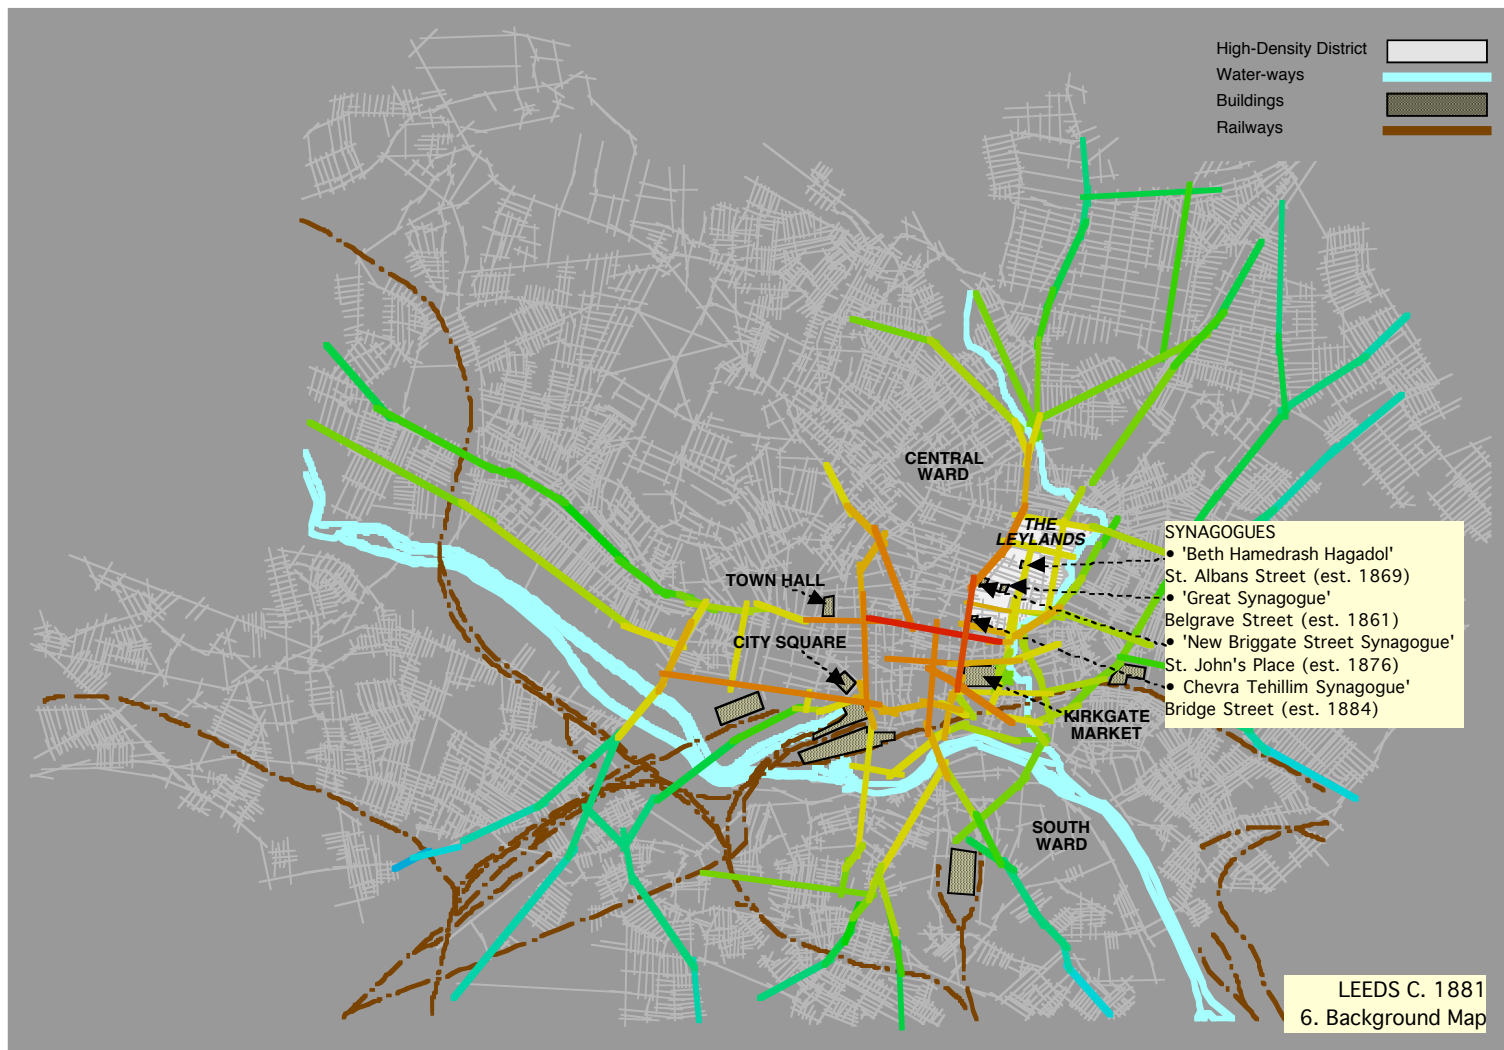 High-Density District
Water-ways
Buildings
Railways
CENTRAL
WARD
THE
LEYLANDS
SYNAGOGUES
• 'Beth Hamedrash Hagadol'
St. Albans Street (est. 1869)
• 'Great Synagogue'
Belgrave Street (est. 1861)
• 'New Briggate Street Synagogue'
St. John's Place (est. 1876)
• Chevra Tehillim Synagogue'
Bridge Street (est. 1884)
TOWN HALL
CITY SQUARE
KIRKGATE
MARKET
SOUTH
WARD
LEEDS C. 1881
6. Background Map